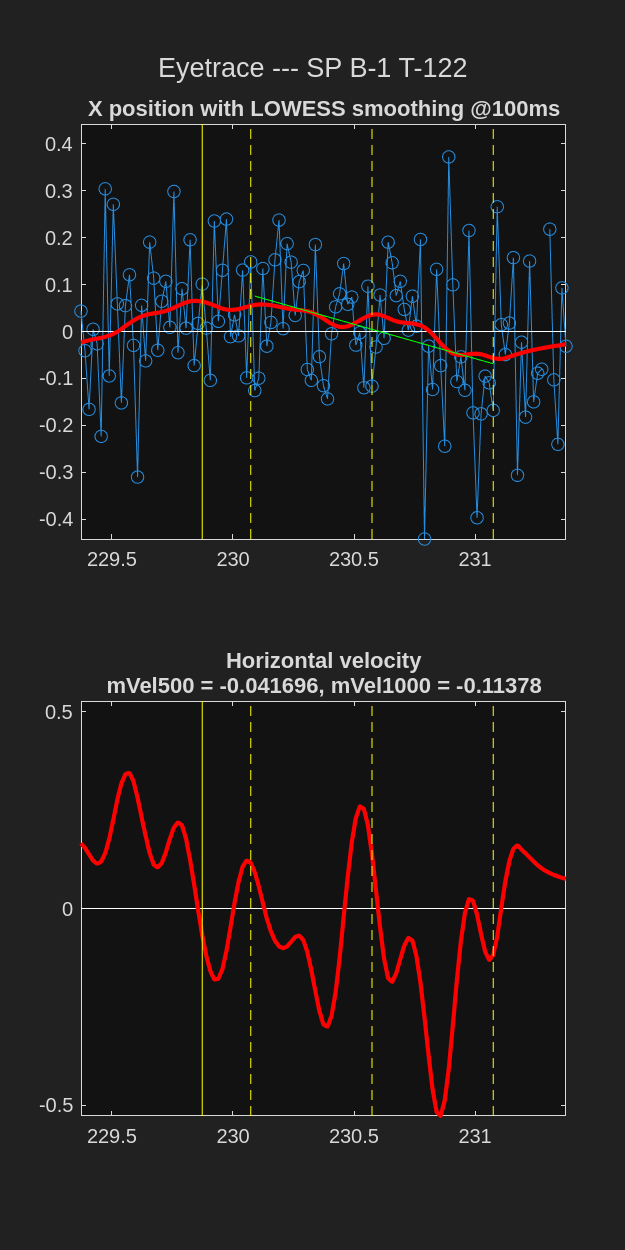 Eyetrace --- SP B-1 T-122
X position with LOWESS smoothing @100ms
0.4
0.3
0.2
0.1
0
-0.1
-0.2
-0.3
-0.4
229.5 230 230.5 231
Horizontal velocity
mVel500 = -0.041696, mVel1000 = -0.11378
0.5
0
-0.5
229.5 230 230.5 231